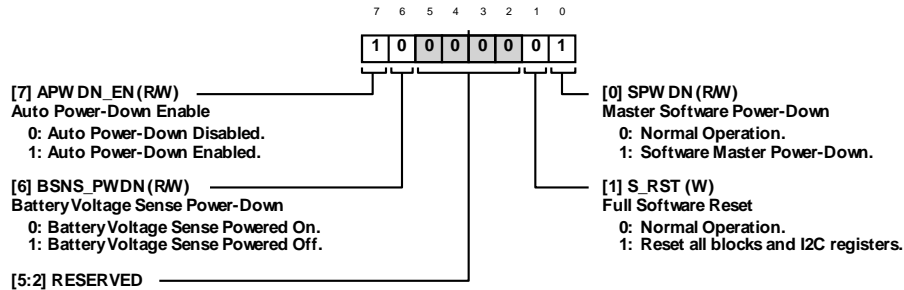 7 6 5 4 3 2 1 0
1 0 0 0 0 0 0 1
[7] APWDN_EN (R/W)
Auto Power-Down Enable
0: Auto Power-Down Disabled.
1: Auto Power-Down Enabled.
[6] BSNS_PWDN (R/W)
Battery Voltage Sense Power-Down
0: Battery Voltage Sense Powered On.
1: Battery Voltage Sense Powered Off.
[5:2] RESERVED
[0] SPWDN (R/W)
Master Software Power-Down
0: Normal Operation.
1: Software Master Power-Down.
[1] S_RST (W)
Full Software Reset
0: Normal Operation.
1: Reset all blocks and I2C registers.